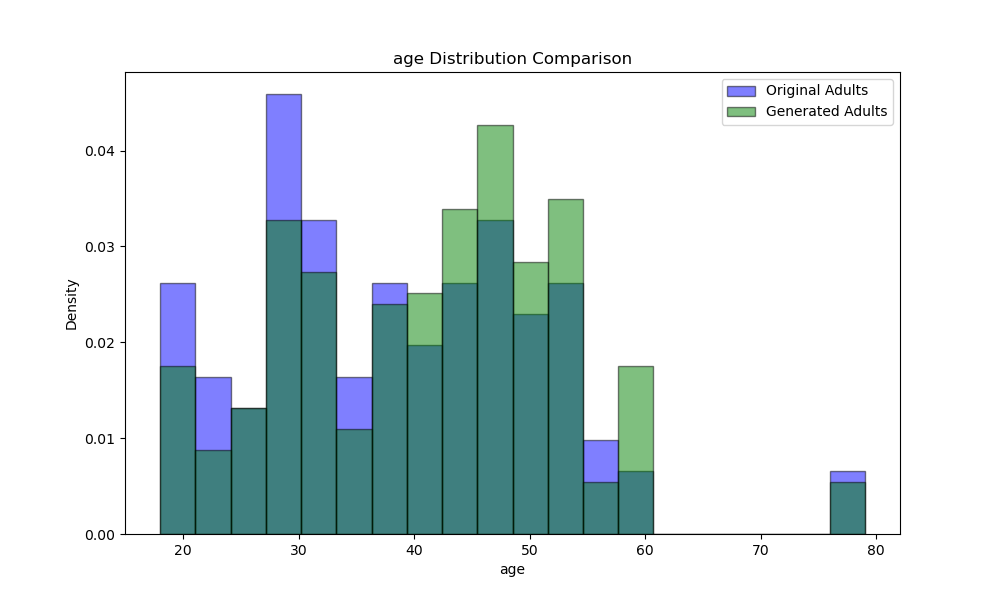 age Distribution Comparison
Original Adults
Generated Adults
0.04
0.03
0.02
0.01
0.00
Density
20 30 40 50 60 70 80
age